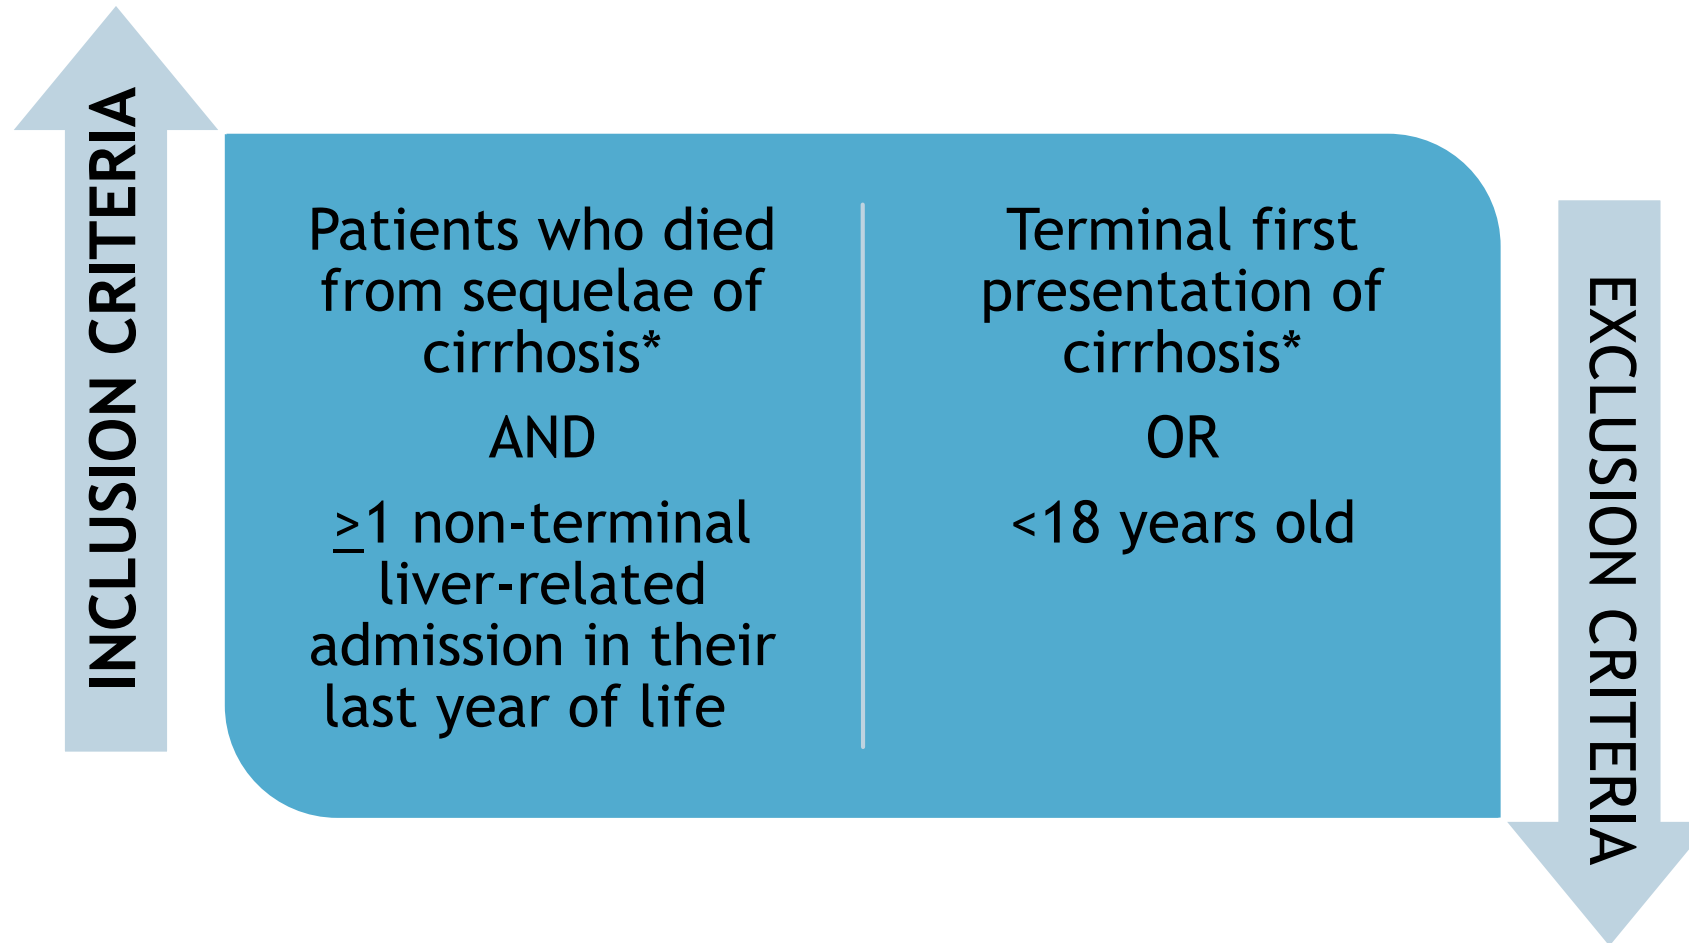 INCLUSION CRITERIA
Patients who died
from sequelae of
cirrhosis*
AND
≥1 non-terminal
liver-related
admission in their
last year of life
Terminal first
presentation of
cirrhosis*
OR
<18 years old
EXCLUSION CRITERIA